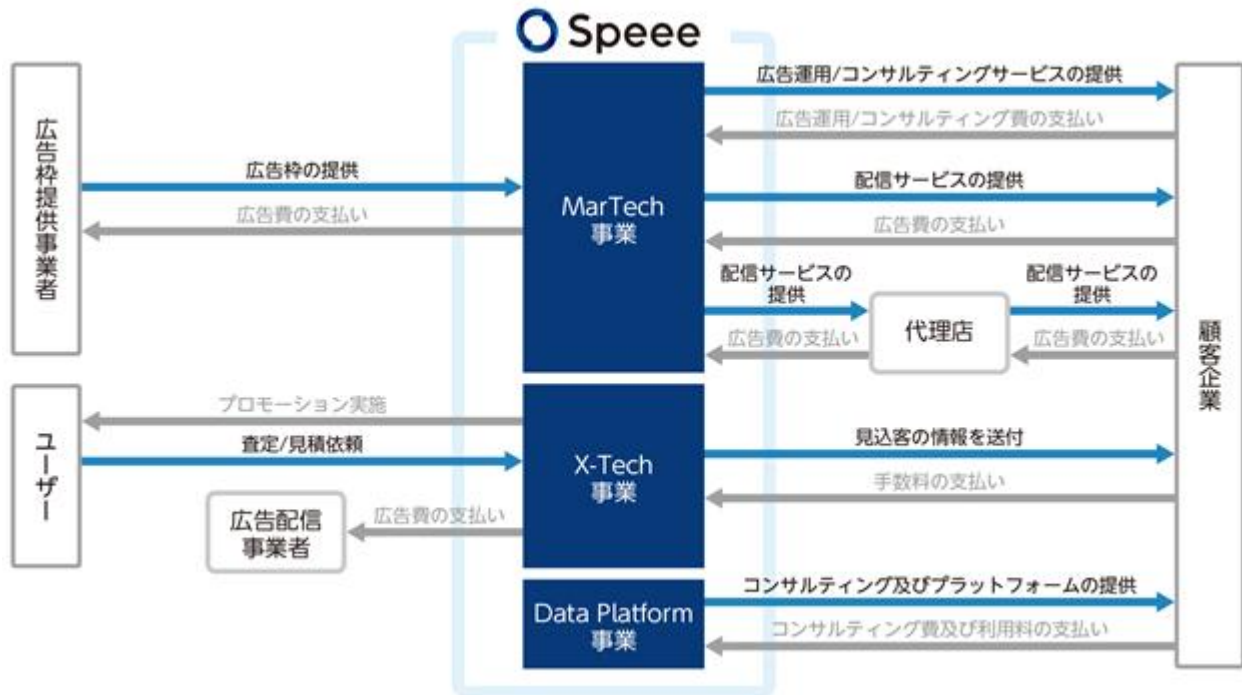 Speee
広告枠提供事業者
広告枠の提供
広告費の支払い
MarTech
事業
広告運用/コンサルティングサービスの提供
広告運用/コンサルティング費の支払い
配信サービスの提供
広告費の支払い
配信サービスの
提供
広告費の支払い
代理店
配信サービスの
提供
広告費の支払い
顧客企業
ユーザー
プロモーション実施
査定/見積依頼
広告配信
事業者
広告費の支払い
X-Tech
事業
見込客の情報を送付
手数料の支払い
Data Platform
事業
コンサルティング及びプラットフォームの提供
コンサルティング費及び利用料の支払い